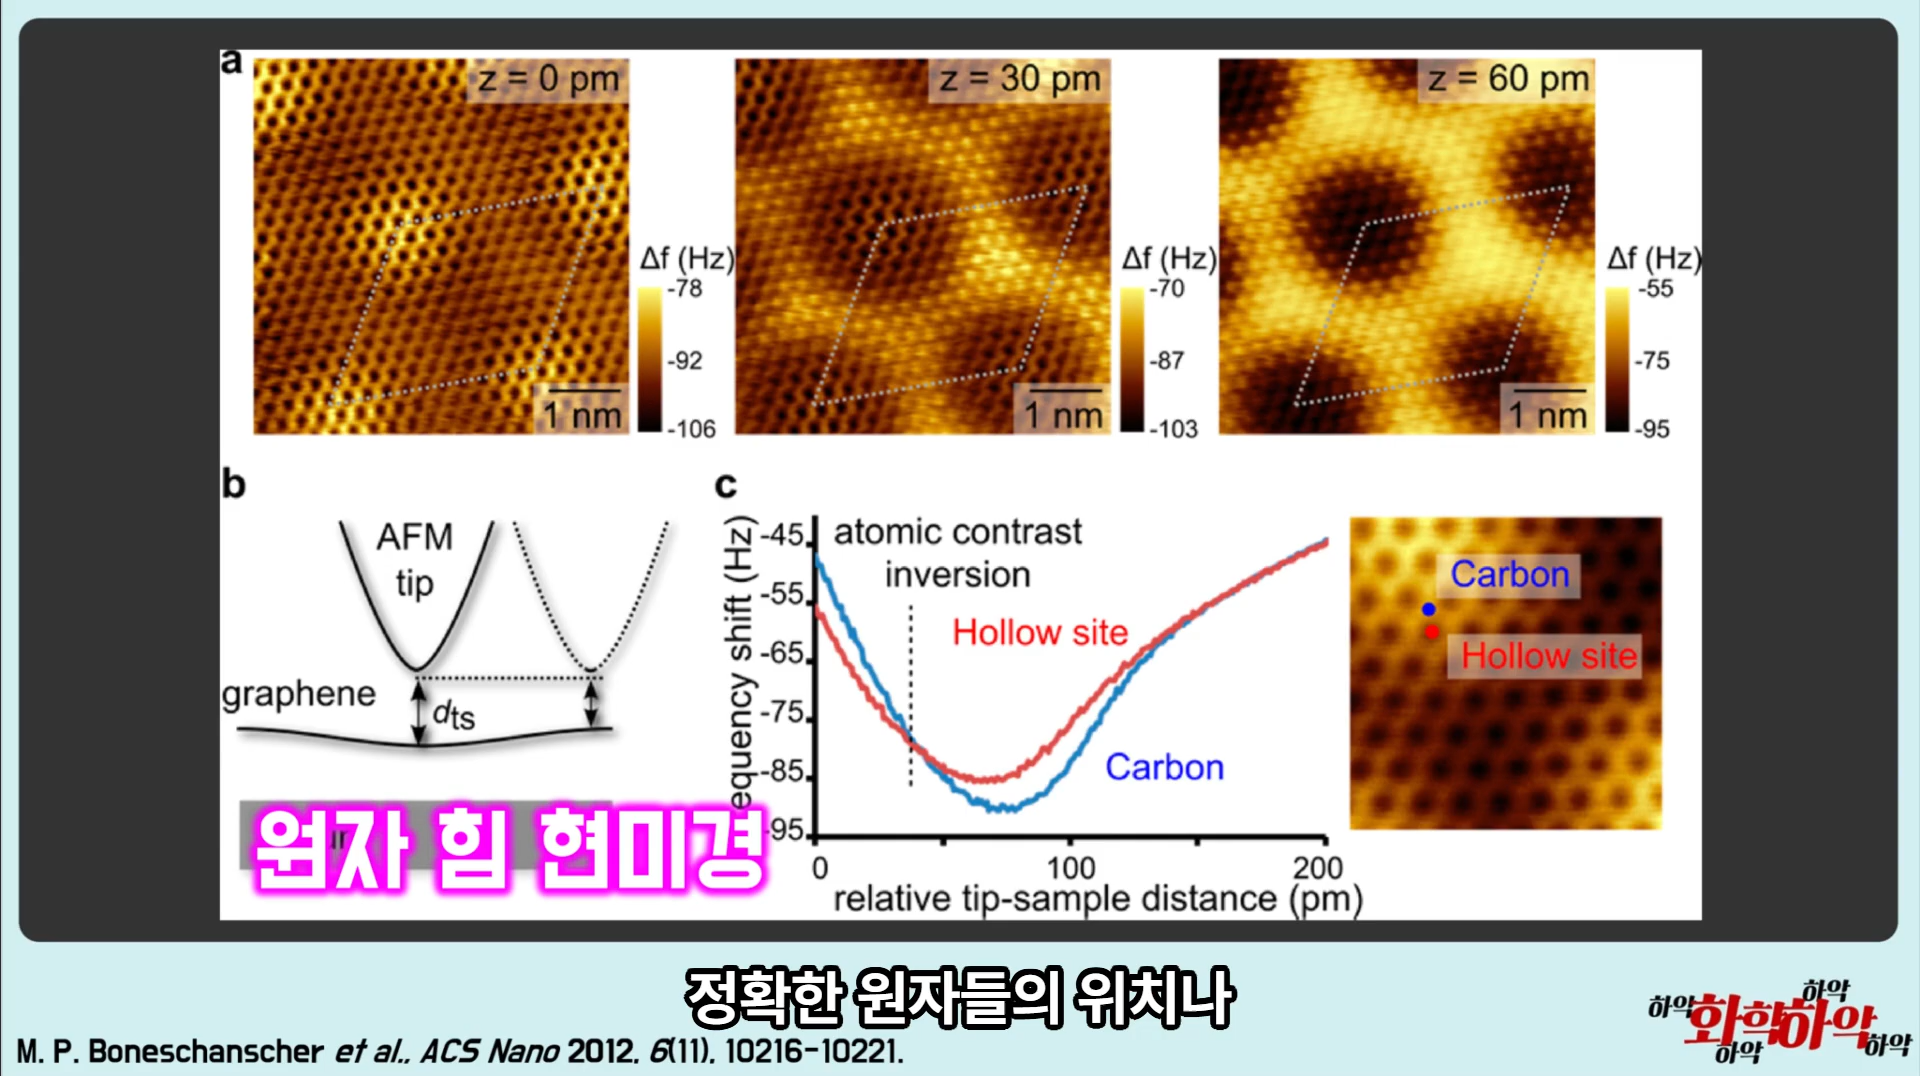 a
z = 0 pm
z = 30 pm
z = 60 pm
Δf (Hz)
-78
-92
-106
1 nm
Δf (Hz)
-70
-87
-103
1 nm
Δf (Hz)
-55
-75
-95
1 nm
b
AFM
tip
graphene
dts
c
equency shift (Hz)
-45
-55
-65
-75
-85
-95
atomic contrast
inversion
Hollow site
Carbon
0
100
200
relative tip-sample distance (pm)
Carbon
Hollow site
원자 힘 현미경
정확한 원자들의 위치나
M. P. Boneschanscher et al., ACS Nano 2012, 6(11), 10216-10221.
하악
하악
화학하악
하악
하악